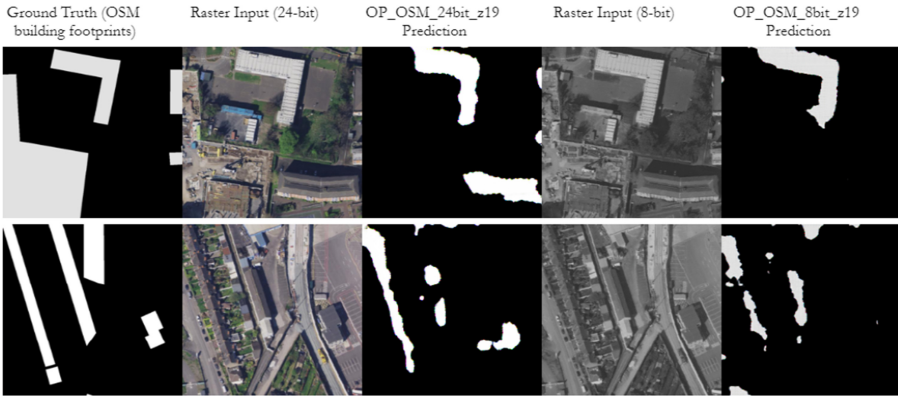 Ground Truth (OSM
building footprints)
Raster Input (24-bit)
OP_OSM_24bit_z19
Prediction
Raster Input (8-bit)
OP_OSM_8bit_z19
Prediction